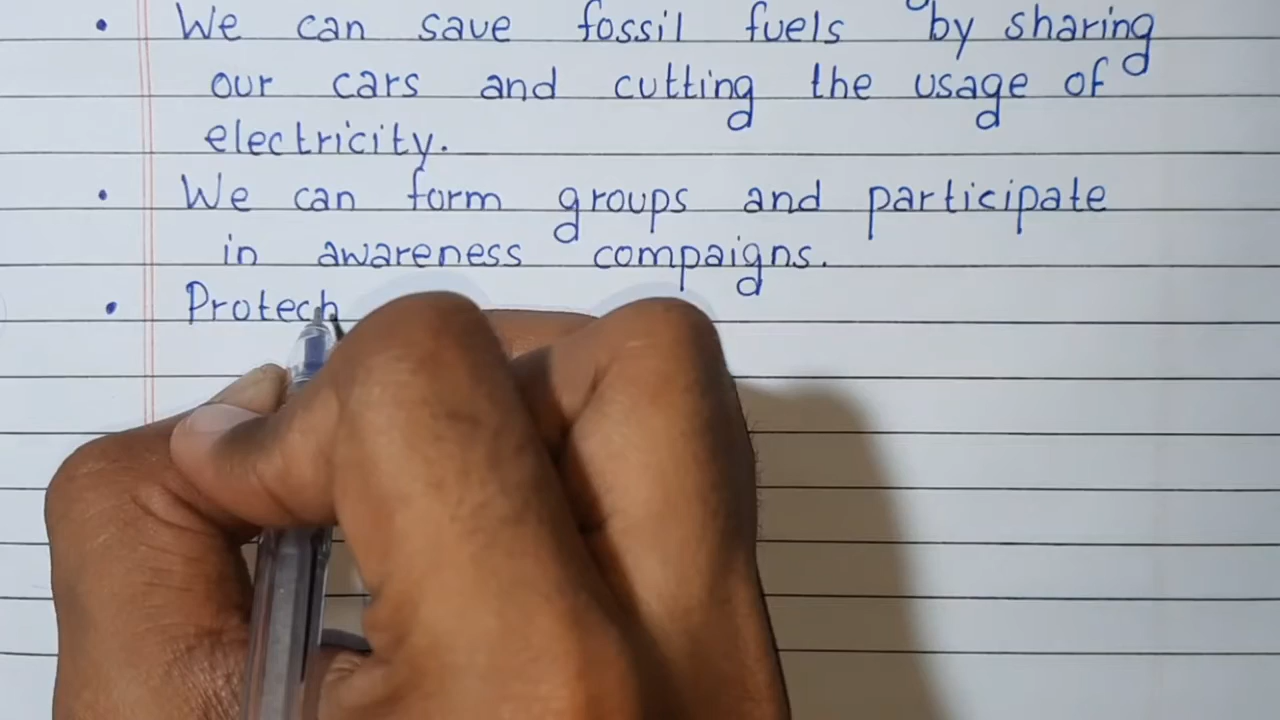 • We can save fossil fuels by sharing
our cars and cutting the usage of
electricity.
• We can form groups and participate
in awareness compaigns.
• Protech